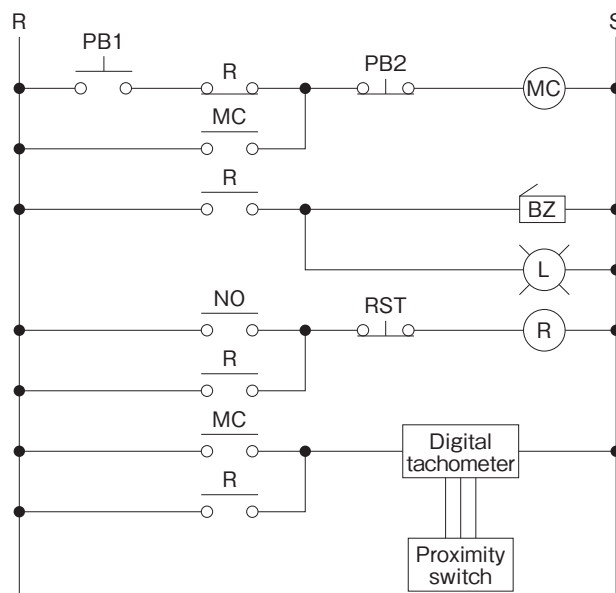 R
S
PB1
R
PB2
MC
MC
R
BZ
L
NO
RST
R
R
MC
Digital
tachometer
R
Proximity
switch